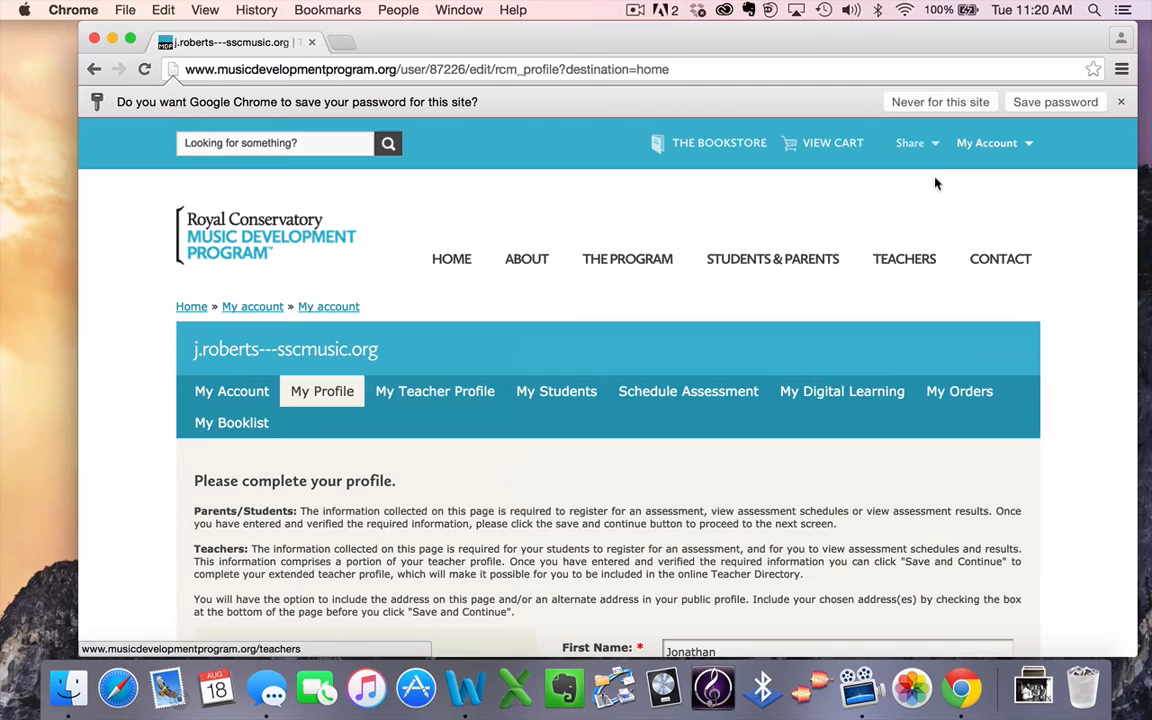 Chrome File Edit View History Bookmarks People Window Help 2 100% Tue 11:20 AM
j.roberts---sscmusic.org | T
www.musicdevelopmentprogram.org/user/87226/edit/rcm_profile?destination=home
Do you want Google Chrome to save your password for this site? Never for this site Save password
Looking for something? THE BOOKSTORE VIEW CART Share My Account
Royal Conservatory
MUSIC DEVELOPMENT
PROGRAM™
HOME ABOUT THE PROGRAM STUDENTS & PARENTS TEACHERS CONTACT
Home » My account » My account
j.roberts---sscmusic.org
My Account My Profile My Teacher Profile My Students Schedule Assessment My Digital Learning My Orders
My Booklist
Please complete your profile.
Parents/Students: The information collected on this page is required to register for an assessment, view assessment schedules or view assessment results. Once
you have entered and verified the required information, please click the save and continue button to proceed to the next screen.
Teachers: The information collected on this page is required for your students to register for an assessment, and for you to view assessment schedules and results.
This information comprises a portion of your teacher profile. Once you have entered and verified the required information you can click "Save and Continue" to
complete your extended teacher profile, which will make it possible for you to be included in the online Teacher Directory.
You will have the option to include the address on this page and/or an alternate address in your public profile. Include your chosen address(es) by checking the box
at the bottom of the page before you click "Save and Continue".
First Name: * Jonathan
www.musicdevelopmentprogram.org/teachers
AUG
18